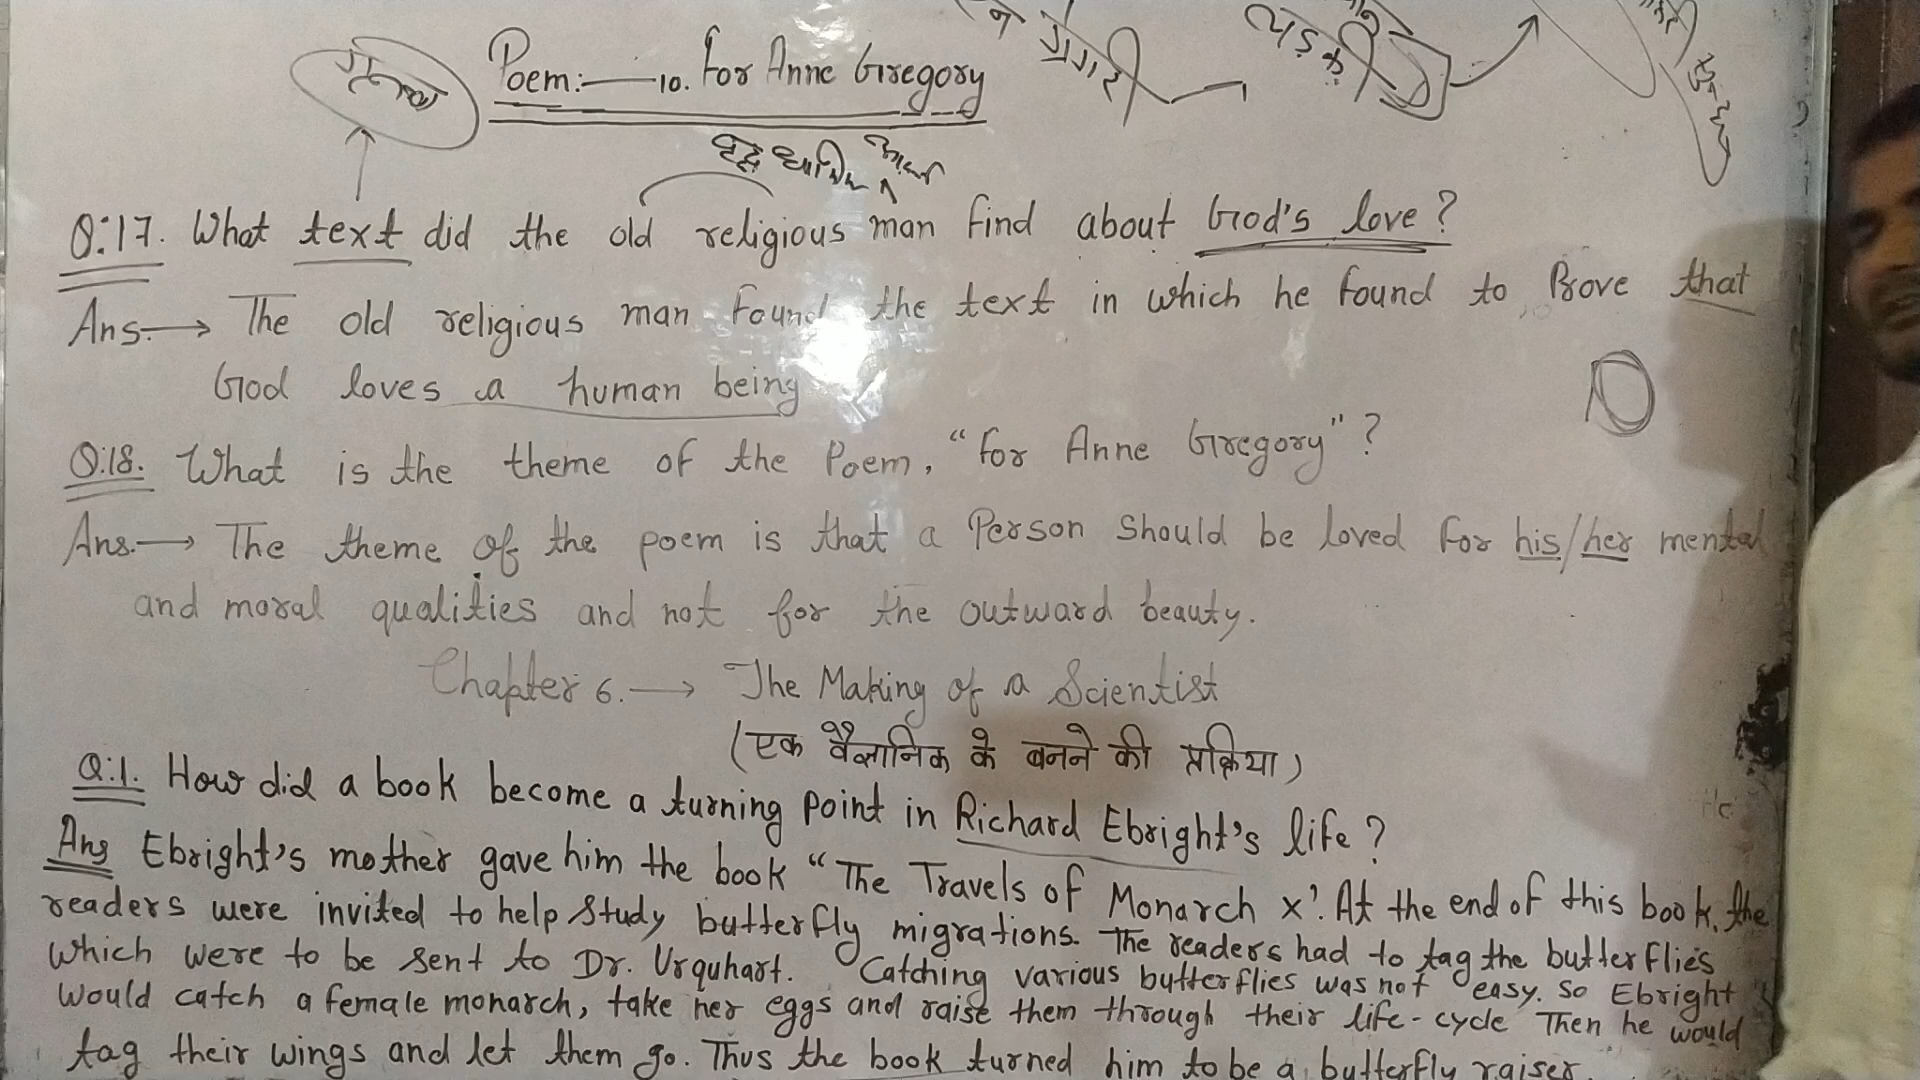 Poem:— 10. For Anne Gregory
Q:17. What text did the old religious man find about God's love?
Ans.→ The old religious man found the text in which he found to Prove that
God loves a human being
Q:18. What is the theme of the Poem, "For Anne Gregory"?
Ans.→ The theme of the poem is that a Person should be loved for his/her mental
and moral qualities and not for the outward beauty.
Chapter 6.→ The Making of a Scientist
(एक वैज्ञानिक के बनने की प्रक्रिया)
Q:1. How did a book become a turning point in Richard Ebright's life?
Ans Ebright's mother gave him the book "The Travels of Monarch x'. At the end of this book, the
readers were invited to help study butterfly migrations. The readers had to tag the butterflies
which were to be sent to Dr. Urquhart. Catching various butterflies was not easy. So Ebright
would catch a female monarch, take her eggs and raise them through their life-cycle Then he would
tag their wings and let them go. Thus the book turned him to be a butterfly raiser.